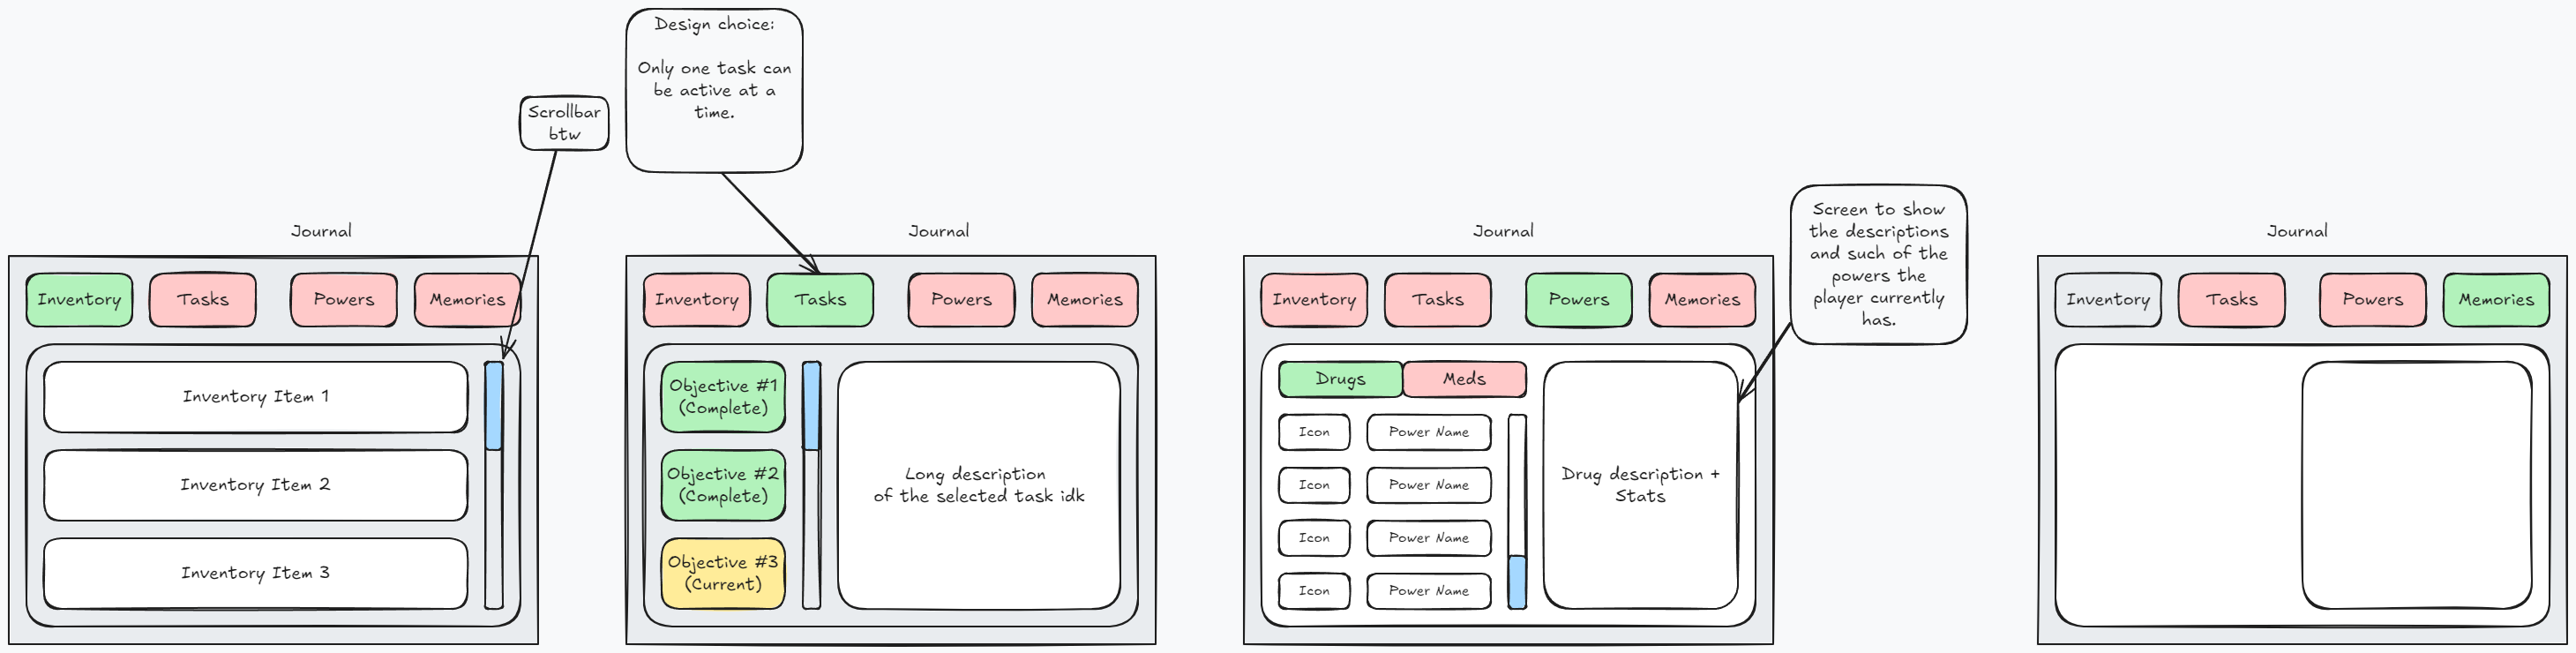 Design choice:
Only one task can
be active at a
time.
Scrollbar
btw
Screen to show
the descriptions
and such of the
powers the
player currently
has.
Journal
Inventory
Tasks
Powers
Memories
Inventory Item 1
Inventory Item 2
Inventory Item 3
Journal
Inventory
Tasks
Powers
Memories
Objective #1
(Complete)
Objective #2
(Complete)
Objective #3
(Current)
Long description
of the selected task idk
Journal
Inventory
Tasks
Powers
Memories
Drugs
Meds
Icon
Power Name
Icon
Power Name
Icon
Power Name
Icon
Power Name
Drug description +
Stats
Journal
Inventory
Tasks
Powers
Memories